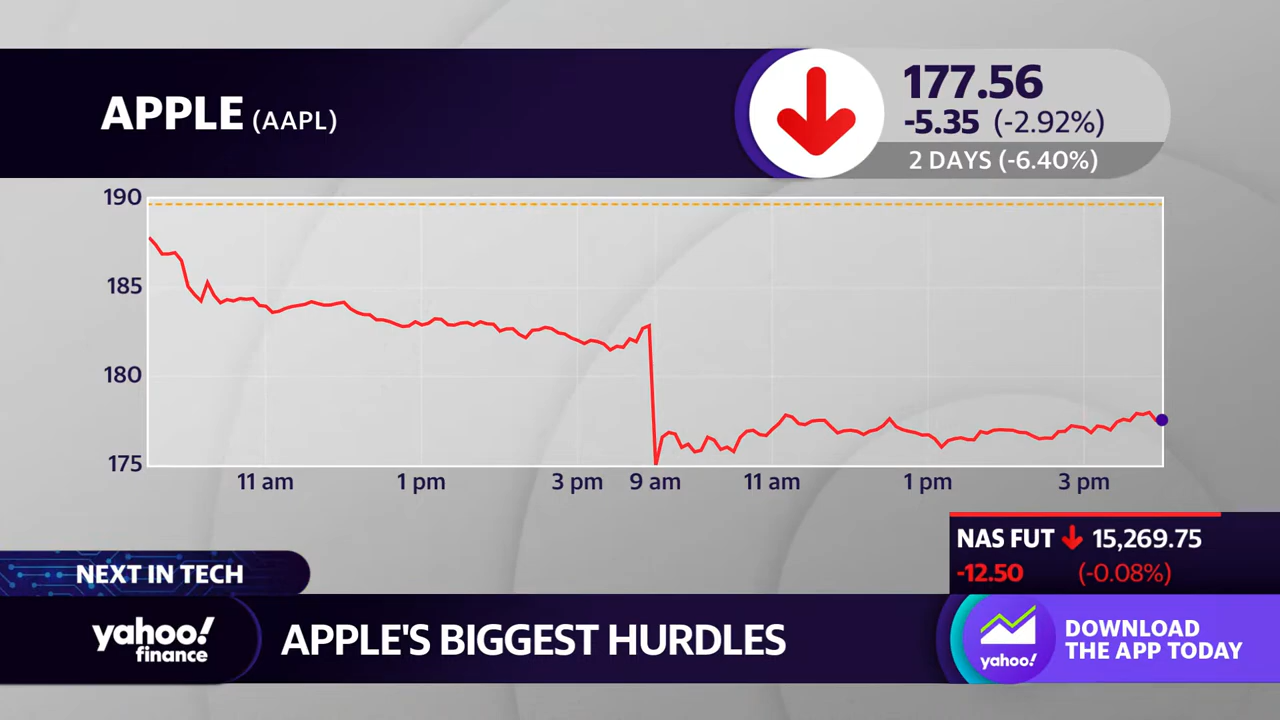 APPLE (AAPL)
177.56
-5.35 (-2.92%)
2 DAYS (-6.40%)
190
185
180
175
11 am 1 pm 3 pm 9 am 11 am 1 pm 3 pm
NAS FUT 15,269.75
-12.50 (-0.08%)
NEXT IN TECH
yahoo!
finance
APPLE'S BIGGEST HURDLES
yahoo!
DOWNLOAD
THE APP TODAY